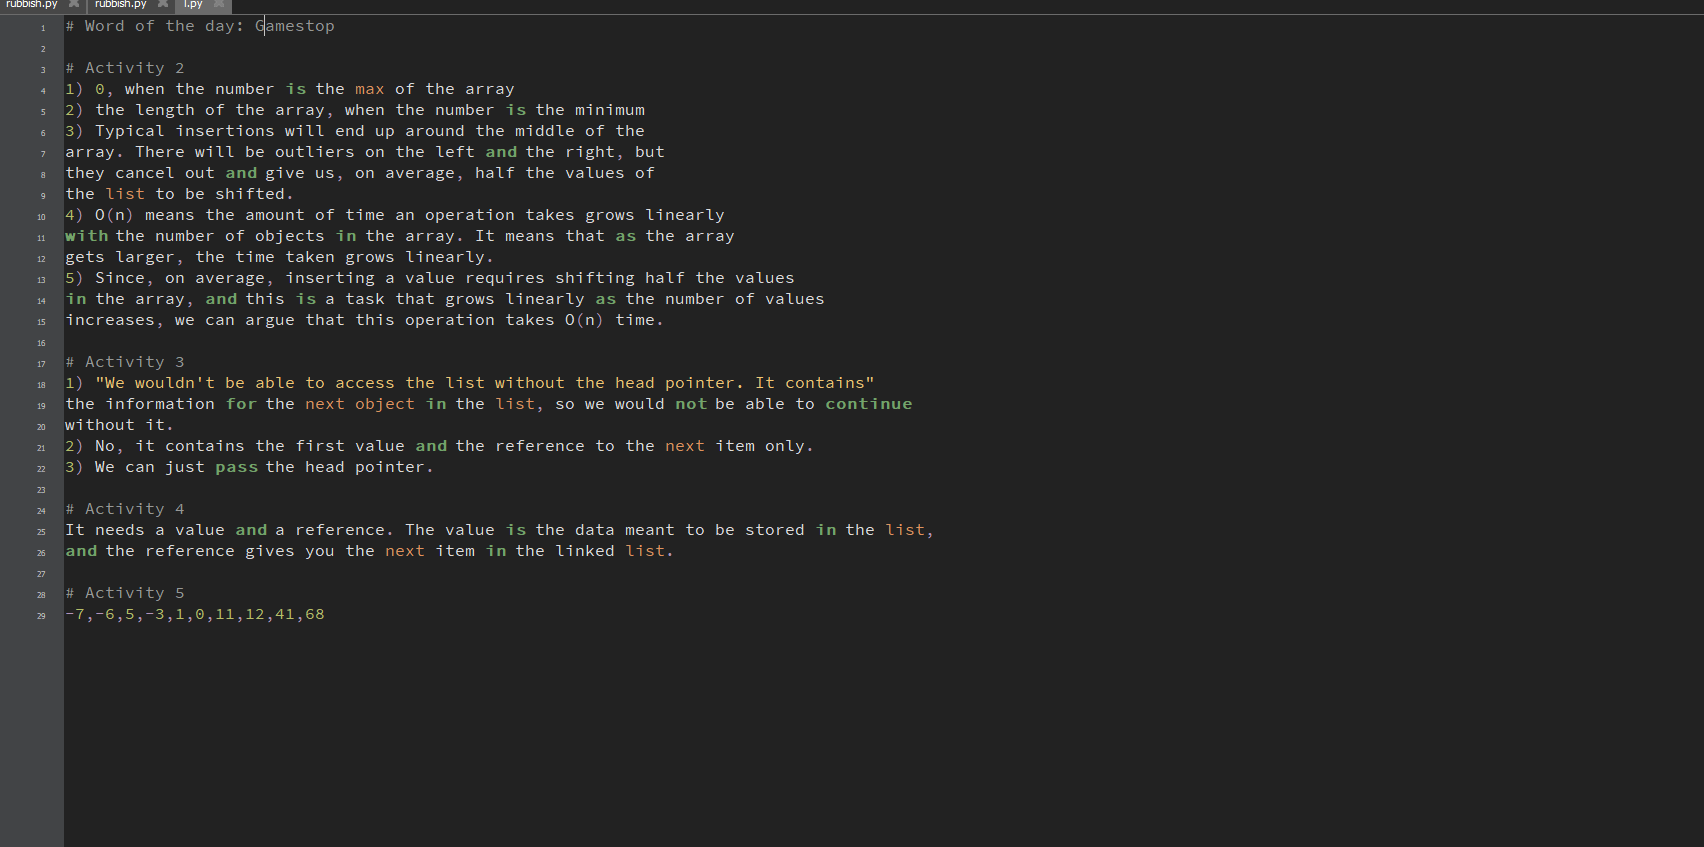 rubbish.py rubbish.py l.py
1 # Word of the day: Gamestop
2
3 # Activity 2
4 1) 0, when the number is the max of the array
5 2) the length of the array, when the number is the minimum
6 3) Typical insertions will end up around the middle of the
7 array. There will be outliers on the left and the right, but
8 they cancel out and give us, on average, half the values of
9 the list to be shifted.
10 4) O(n) means the amount of time an operation takes grows linearly
11 with the number of objects in the array. It means that as the array
12 gets larger, the time taken grows linearly.
13 5) Since, on average, inserting a value requires shifting half the values
14 in the array, and this is a task that grows linearly as the number of values
15 increases, we can argue that this operation takes O(n) time.
16
17 # Activity 3
18 1) "We wouldn't be able to access the list without the head pointer. It contains"
19 the information for the next object in the list, so we would not be able to continue
20 without it.
21 2) No, it contains the first value and the reference to the next item only.
22 3) We can just pass the head pointer.
23
24 # Activity 4
25 It needs a value and a reference. The value is the data meant to be stored in the list,
26 and the reference gives you the next item in the linked list.
27
28 # Activity 5
29 -7,-6,5,-3,1,0,11,12,41,68